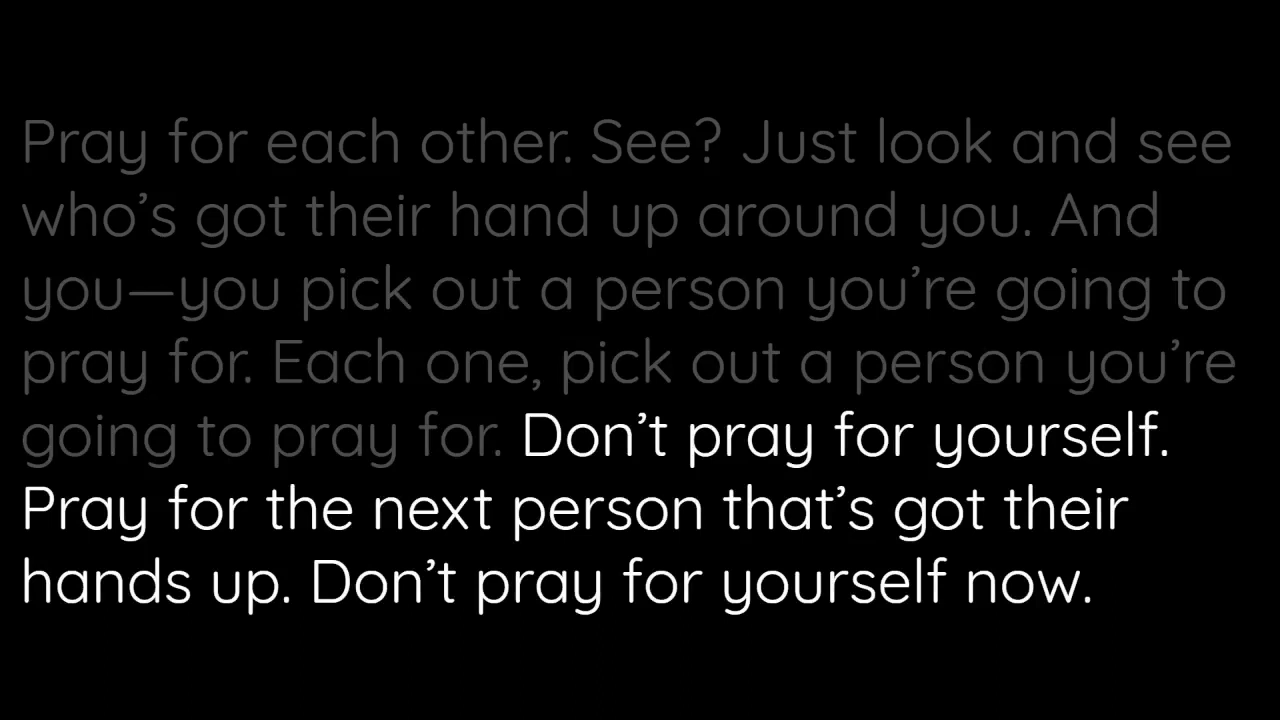 Pray for each other. See? Just look and see
who’s got their hand up around you. And
you—you pick out a person you’re going to
pray for. Each one, pick out a person you’re
going to pray for. Don’t pray for yourself.
Pray for the next person that’s got their
hands up. Don’t pray for yourself now.